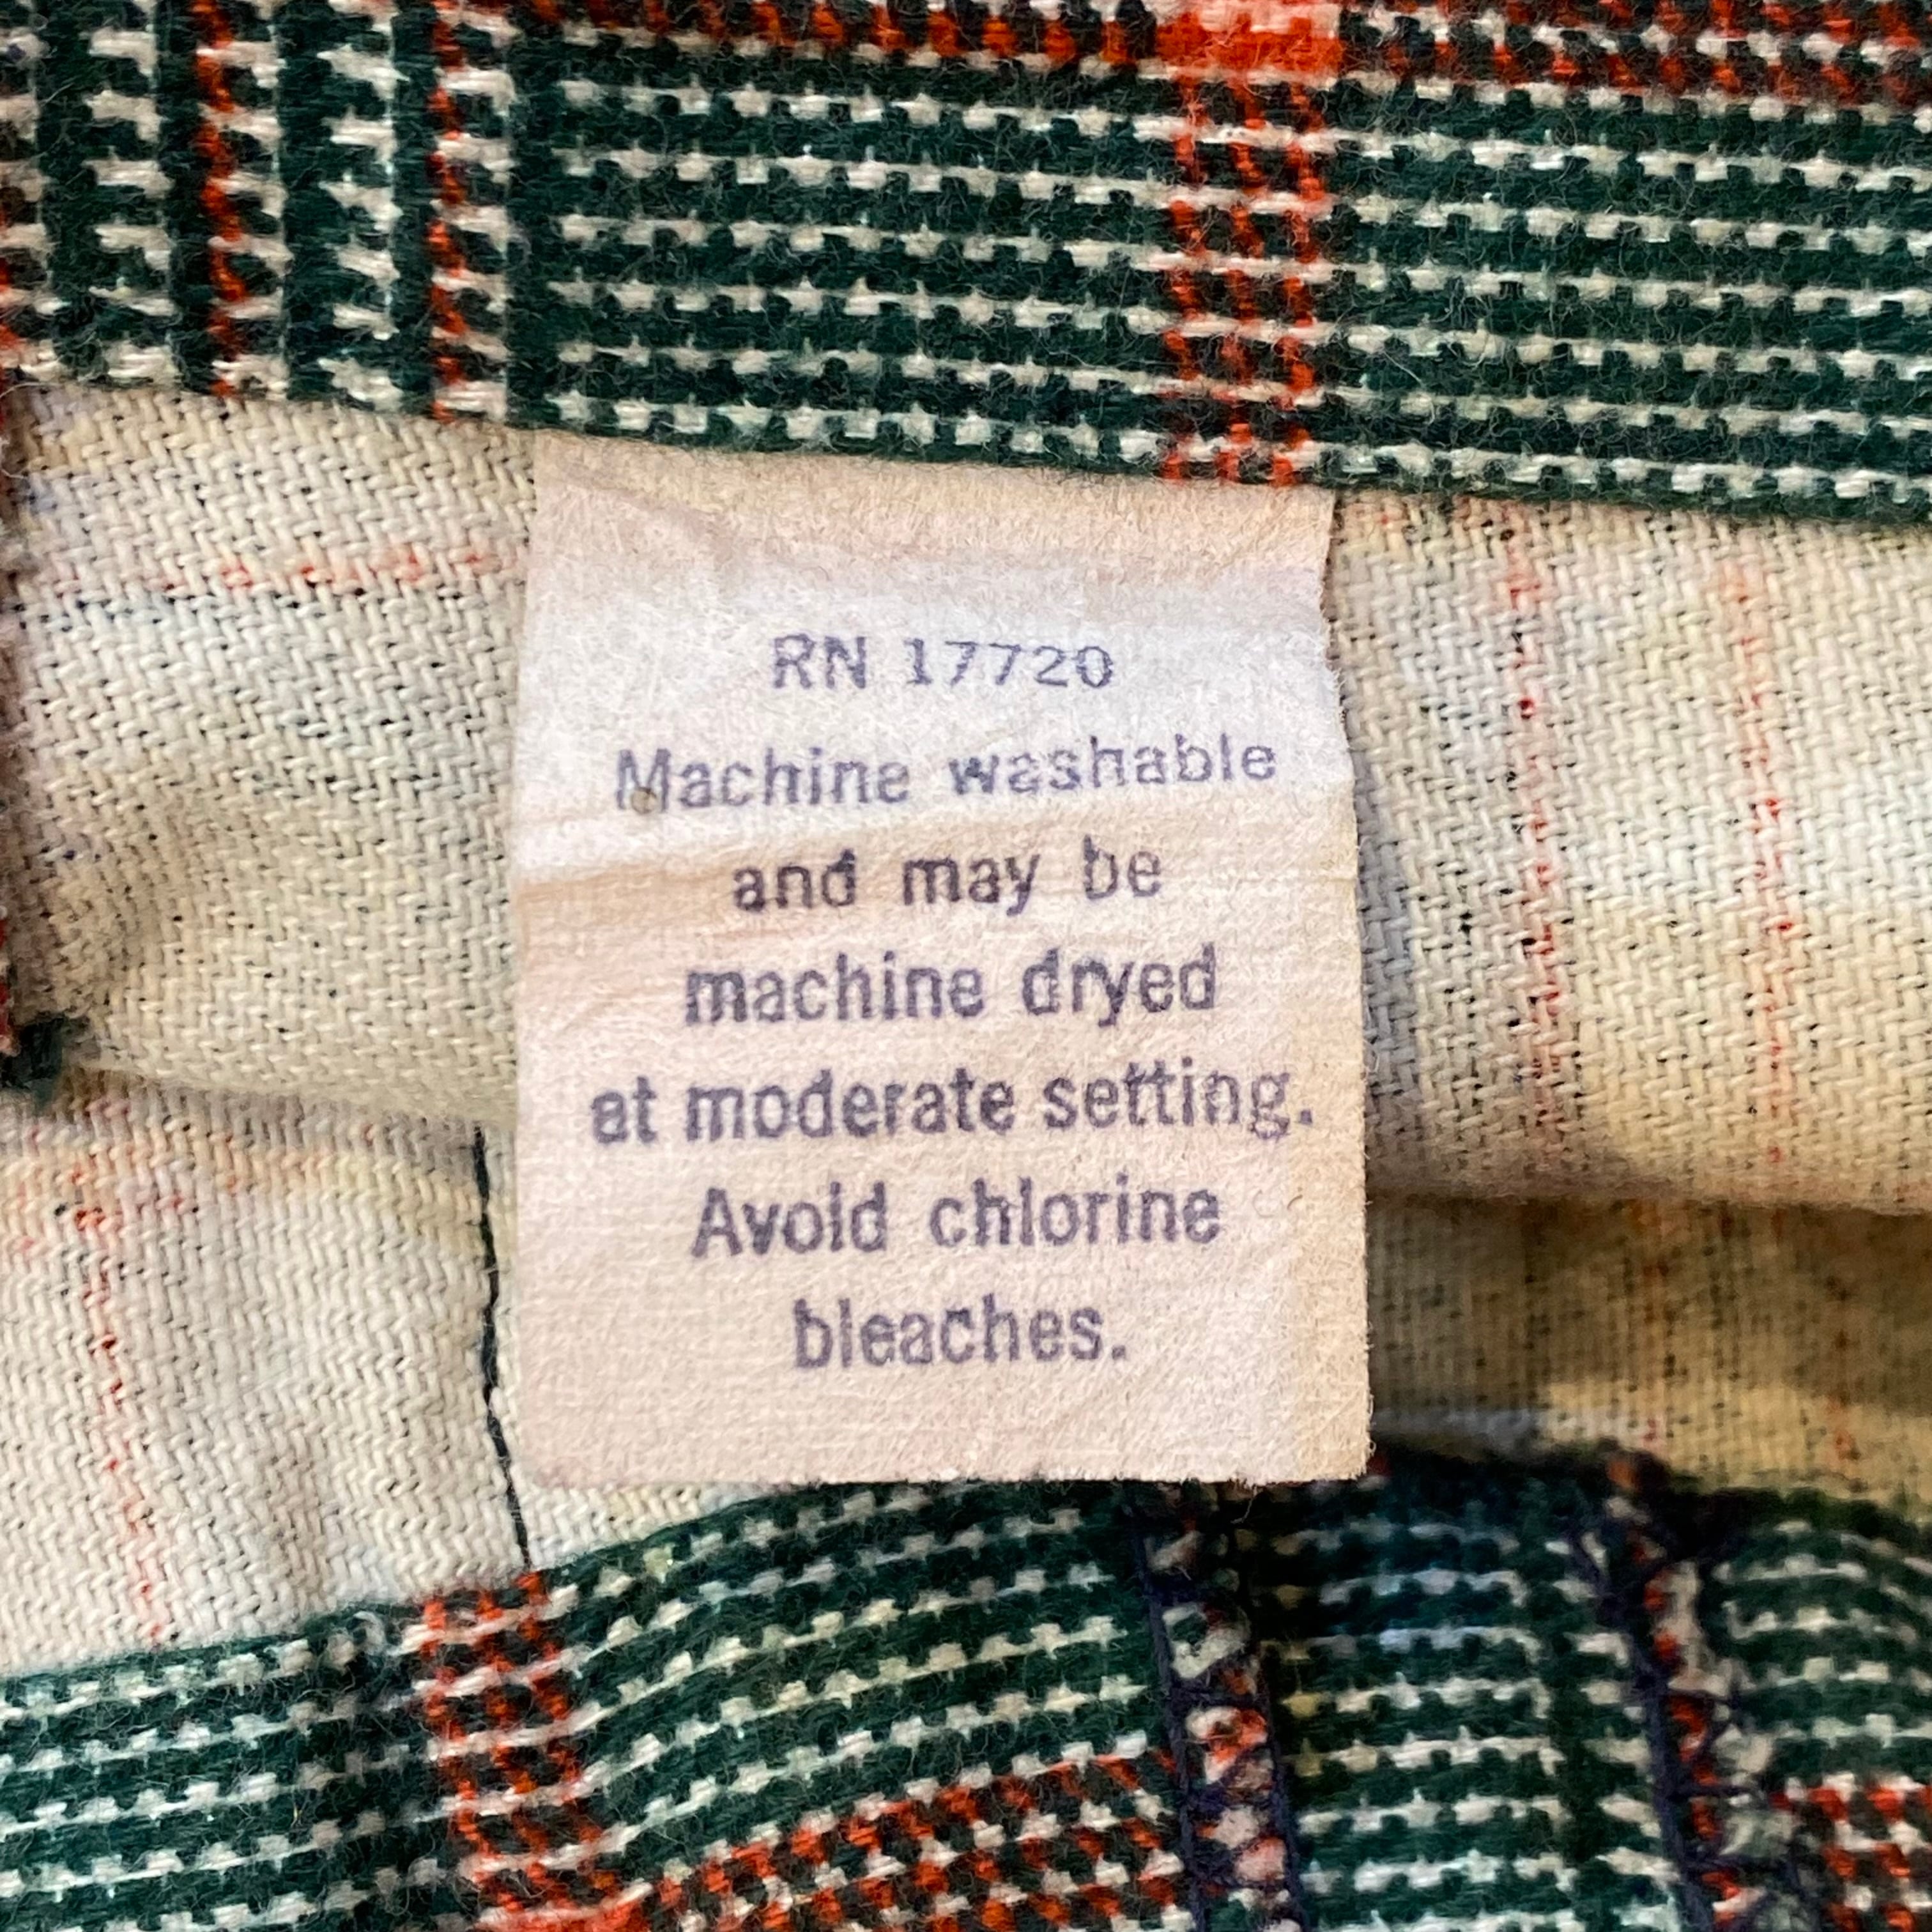 RN 17720
Machine washable
and may be
machine dryed
at moderate setting.
Avoid chlorine
bleaches.